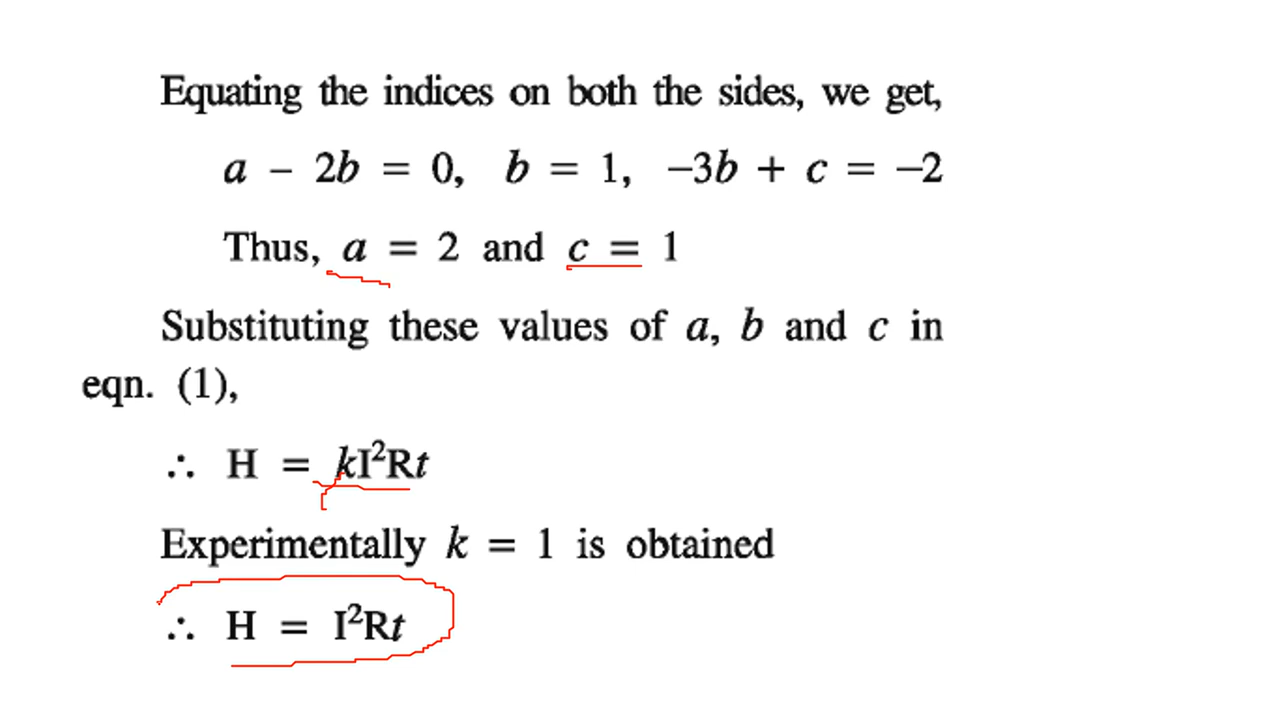 Equating the indices on both the sides, we get,
a – 2b = 0, b = 1, –3b + c = –2
Thus, a = 2 and c = 1
Substituting these values of a, b and c in
eqn. (1),
∴ H = kI²Rt
Experimentally k = 1 is obtained
∴ H = I²Rt